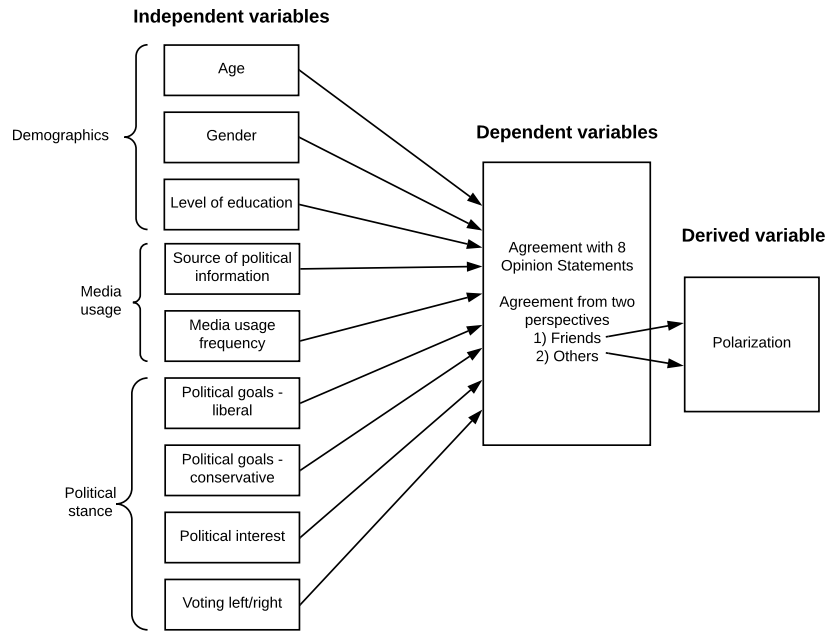 Independent variables
Age
Demographics
Gender
Level of education
Source of political
information
Media
usage
Media usage
frequency
Political goals -
liberal
Political goals -
conservative
Political
stance
Political interest
Voting left/right
Dependent variables
Agreement with 8
Opinion Statements
Agreement from two
perspectives
1) Friends
2) Others
Derived variable
Polarization